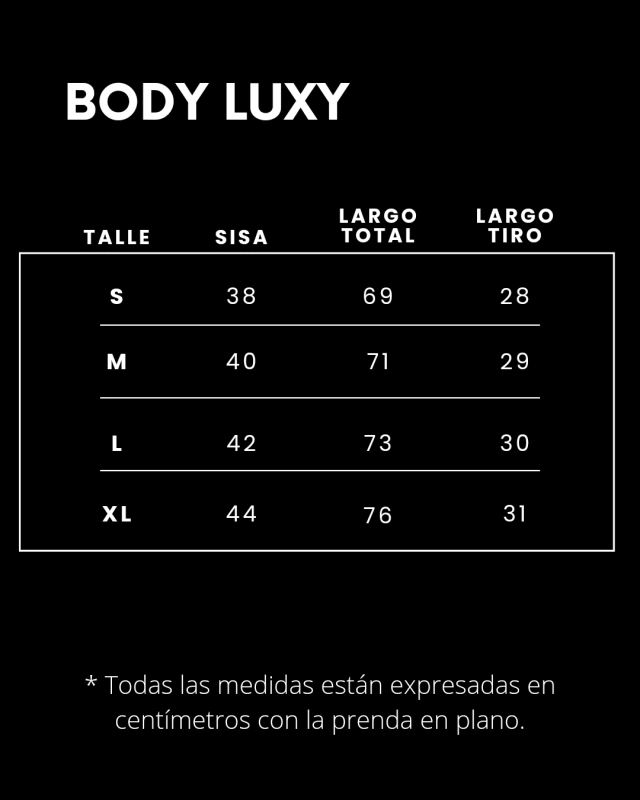 BODY LUXY
TALLE SISA LARGO TOTAL LARGO TIRO
S 38 69 28
M 40 71 29
L 42 73 30
XL 44 76 31
* Todas las medidas están expresadas en
centímetros con la prenda en plano.